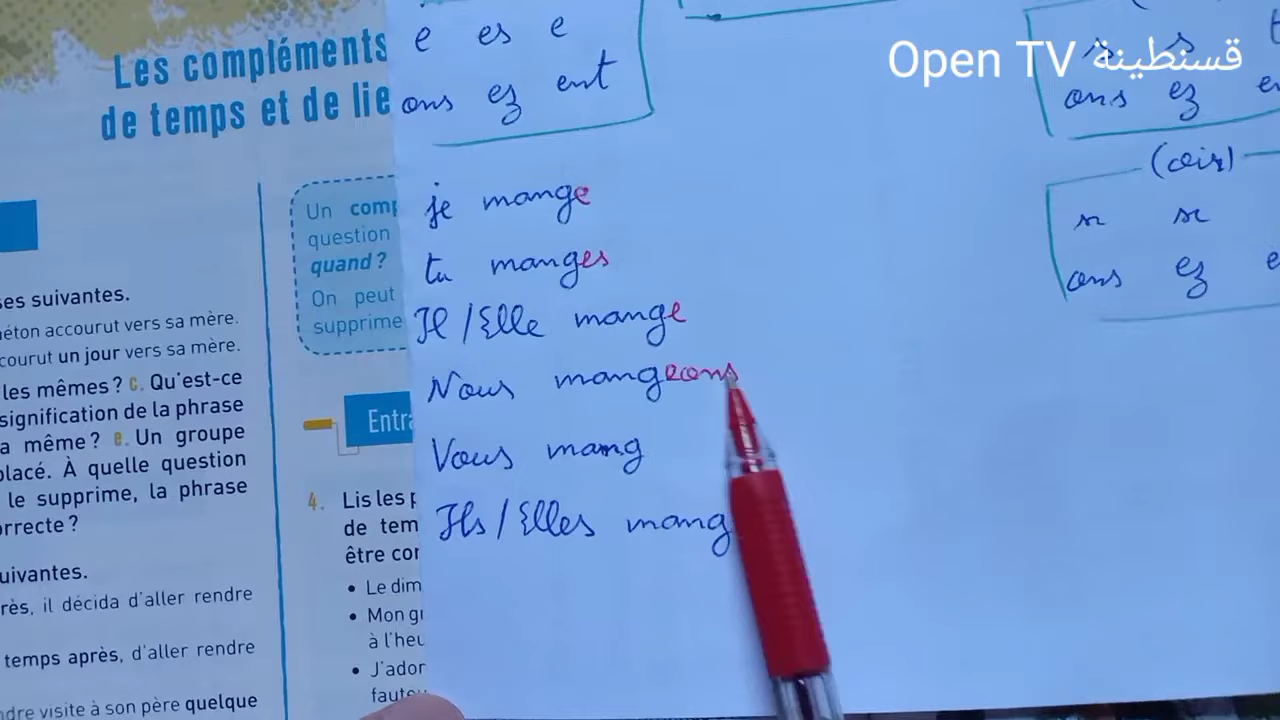 Les compléments
de temps et de lie
ses suivantes.
éton accourut vers sa mère.
courut un jour vers sa mère.
les mêmes ? c. Qu'est-ce
signification de la phrase
a même ? e. Un groupe
placé. À quelle question
le supprime, la phrase
orrecte ?
uivantes.
rès, il décida d'aller rendre
temps après, d'aller rendre
ndre visite à son père quelque
Un comp
question
quand ?
On peut
supprime
Entra
4. Lis les p
de tem
être cor
• Le dim
• Mon gr
à l'heu
• J'ador
fauteu
e es e
ons ez ent
je mange
tu manges
Il / Elle mange
Nous mangeons
Vous mang
Ils / Elles mang
Open TV قسنطينة
s s t
ons ez en
(oir)
x x
ons ez e